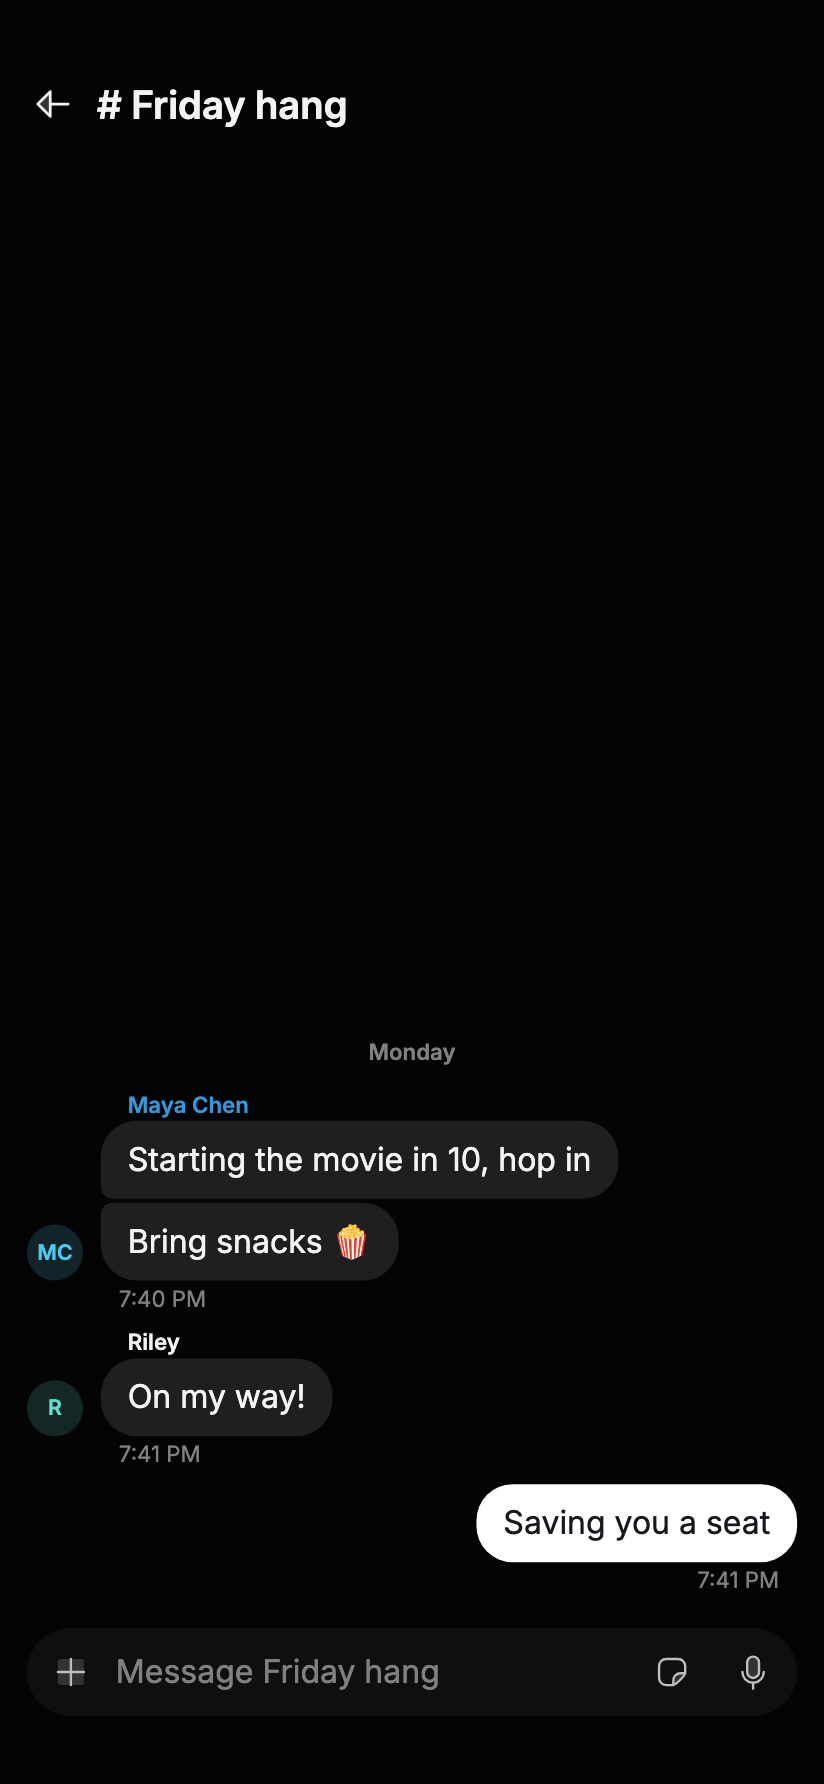 # Friday hang
Monday
Maya Chen
Starting the movie in 10, hop in
Bring snacks 🍿
MC
7:40 PM
Riley
On my way!
R
7:41 PM
Saving you a seat
7:41 PM
Message Friday hang